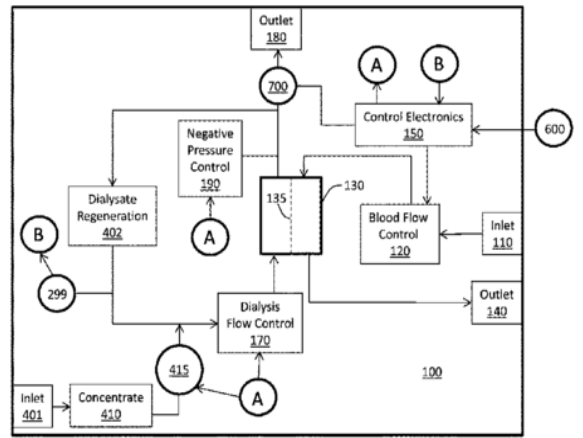 Outlet
180
A
B
700
Control Electronics
150
600
Negative
Pressure
Control
190
135
130
Dialysate
Regeneration
402
Blood Flow
Control
120
Inlet
110
B
A
299
Dialysis
Flow Control
170
Outlet
140
415
A
100
Inlet
401
Concentrate
410